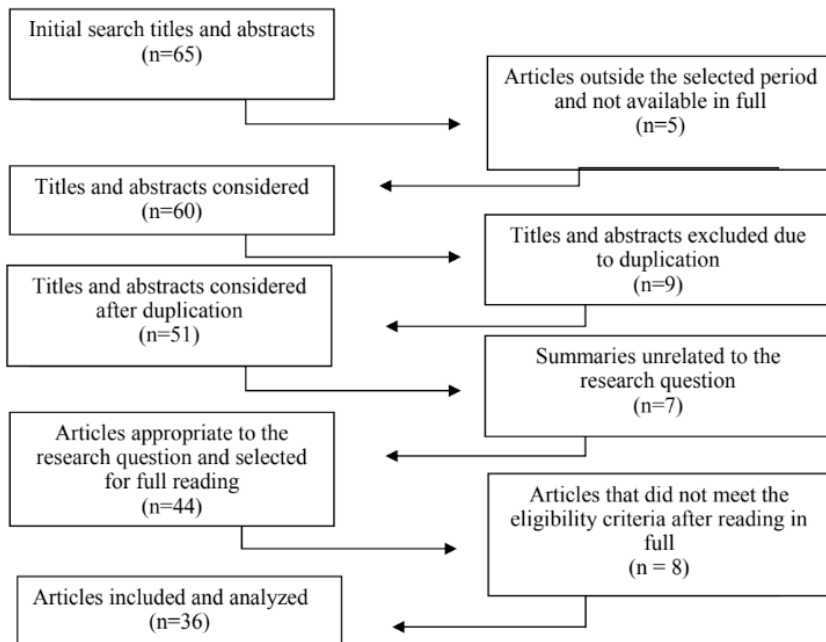 Initial search titles and abstracts
(n=65)
Articles outside the selected period
and not available in full
(n=5)
Titles and abstracts considered
(n=60)
Titles and abstracts excluded due
to duplication
(n=9)
Titles and abstracts considered
after duplication
(n=51)
Summaries unrelated to the
research question
(n=7)
Articles appropriate to the
research question and selected
for full reading
(n=44)
Articles that did not meet the
eligibility criteria after reading in
full
(n = 8)
Articles included and analyzed
(n=36)